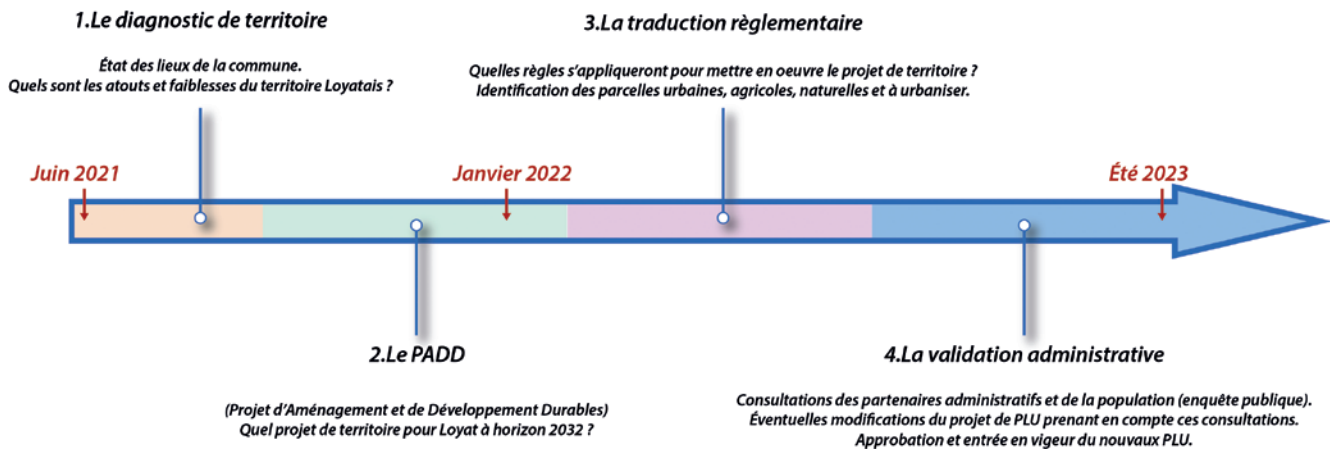 1.Le diagnostic de territoire
État des lieux de la commune.
Quels sont les atouts et faiblesses du territoire Loyatais ?
3.La traduction règlementaire
Quelles règles s'appliqueront pour mettre en oeuvre le projet de territoire ?
Identification des parcelles urbaines, agricoles, naturelles et à urbaniser.
Juin 2021
Janvier 2022
Été 2023
2.Le PADD
(Projet d'Aménagement et de Développement Durables)
Quel projet de territoire pour Loyat à horizon 2032 ?
4.La validation administrative
Consultations des partenaires administratifs et de la population (enquête publique).
Éventuelles modifications du projet de PLU prenant en compte ces consultations.
Approbation et entrée en vigeur du nouvaux PLU.